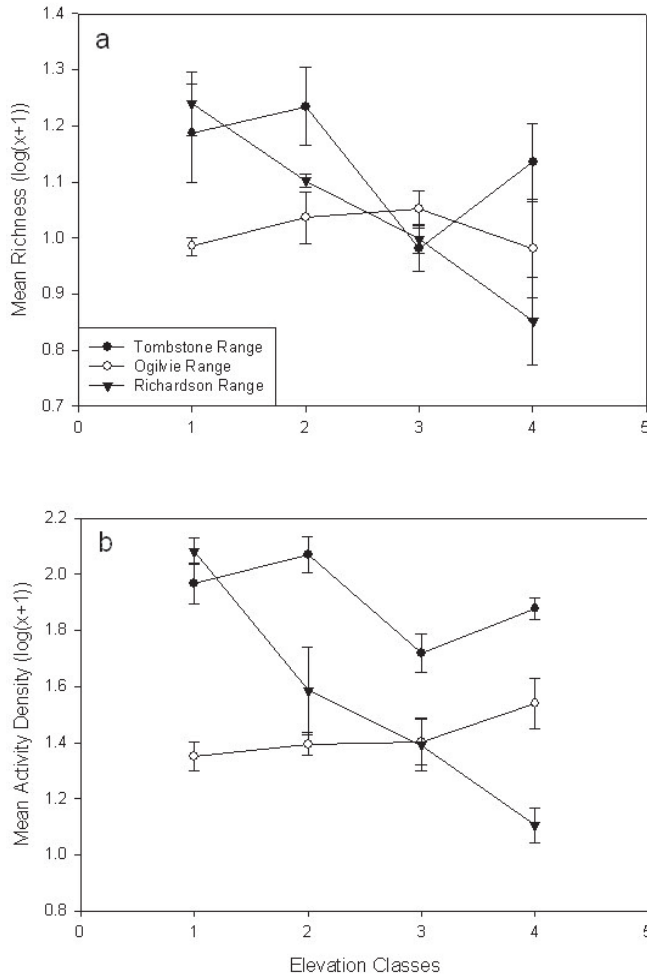 a
Mean Richness (log(x+1))
1.4
1.3
1.2
1.1
1.0
0.9
0.8
0.7
Tombstone Range
Ogilvie Range
Richardson Range
0 1 2 3 4 5
b
Mean Activity Density (log(x+1))
2.2
2.0
1.8
1.6
1.4
1.2
1.0
0.8
0 1 2 3 4 5
Elevation Classes